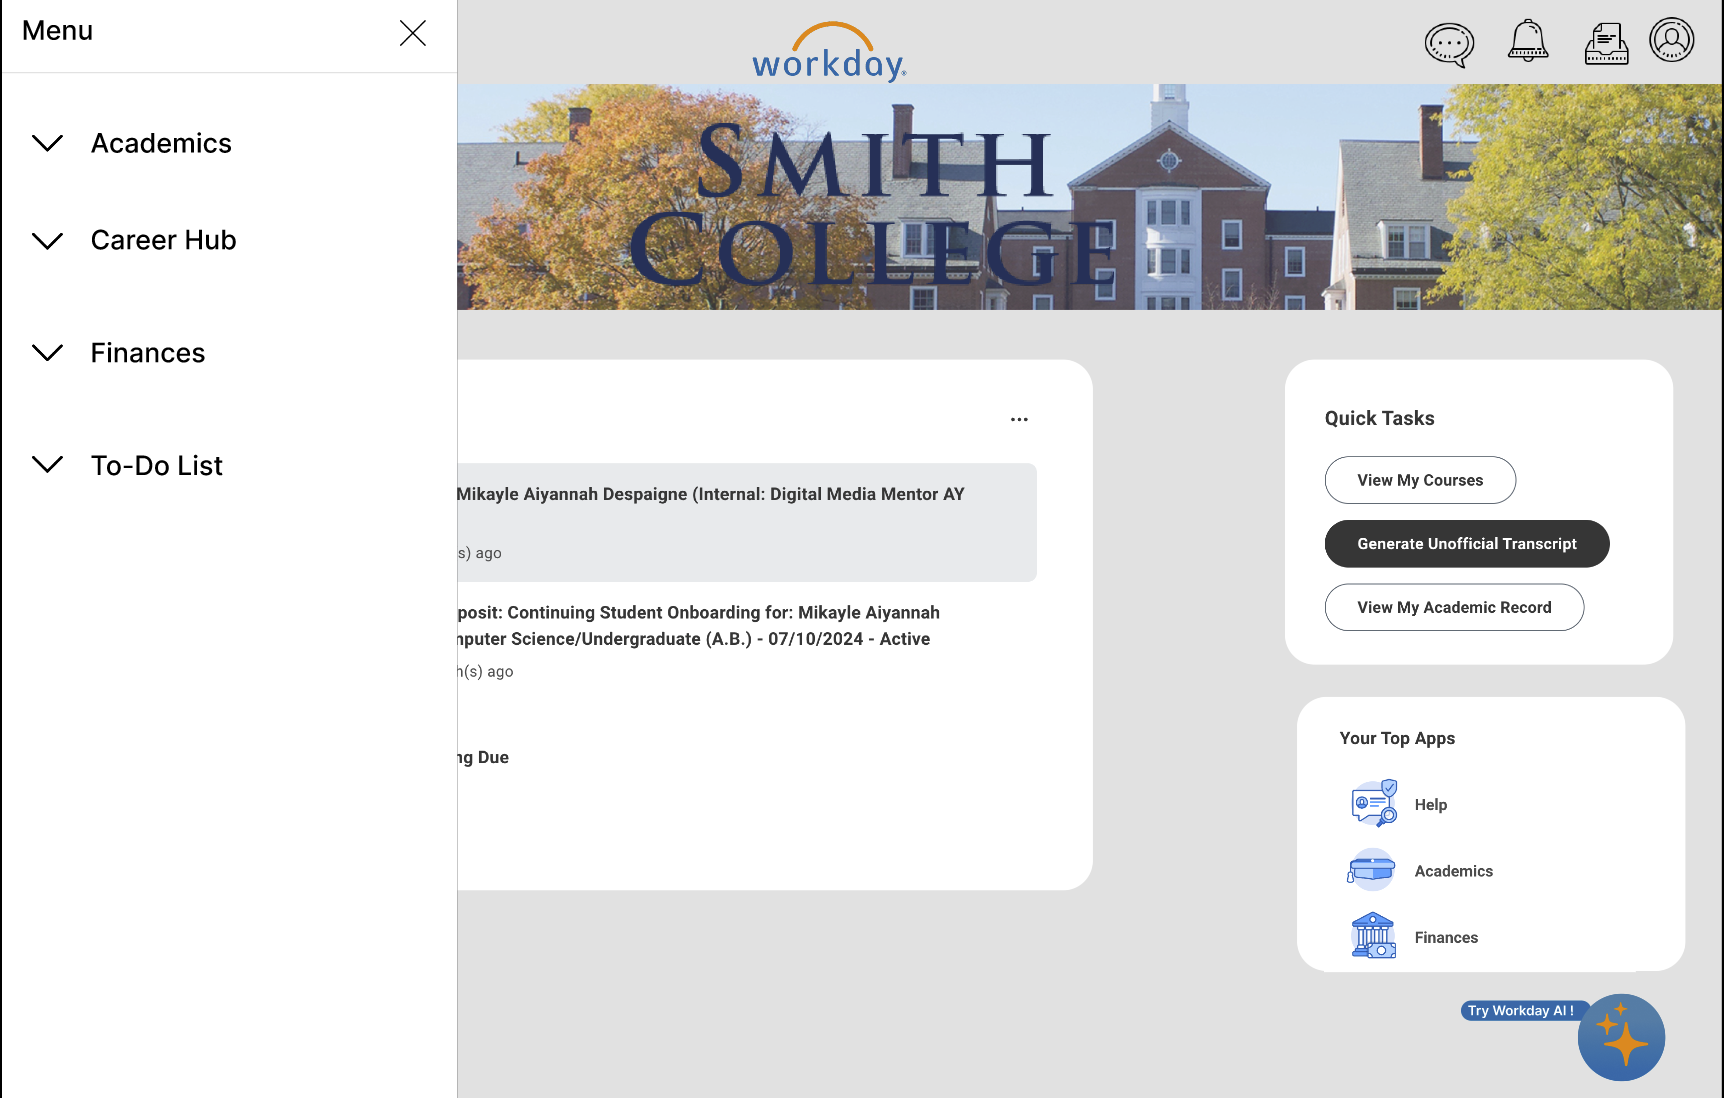 Menu
Academics
Career Hub
Finances
To-Do List
workday
SMITH
COLLEGE
...
Mikayle Aiyannah Despaigne (Internal: Digital Media Mentor AY
(s) ago
posit: Continuing Student Onboarding for: Mikayle Aiyannah
nputer Science/Undergraduate (A.B.) - 07/10/2024 - Active
h(s) ago
ng Due
Quick Tasks
View My Courses
Generate Unofficial Transcript
View My Academic Record
Your Top Apps
Help
Academics
Finances
Try Workday AI !